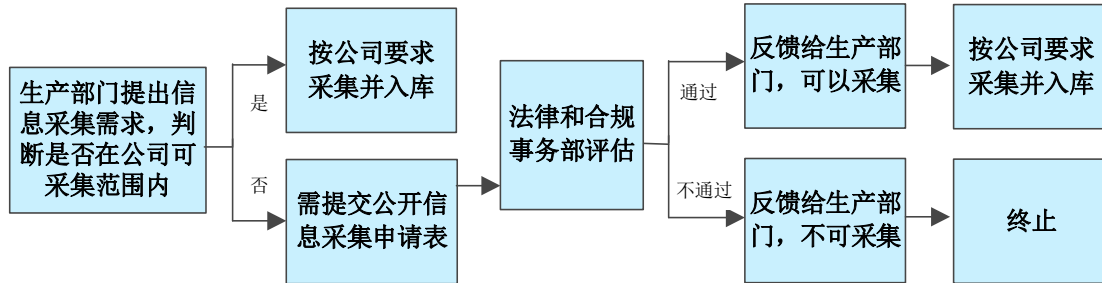 生产部门提出信
息采集需求，判
断是否在公司可
采集范围内
是
按公司要求
采集并入库
否
需提交公开信
息采集申请表
法律和合规
事务部评估
通过
反馈给生产部
门，可以采集
按公司要求
采集并入库
不通过
反馈给生产部
门，不可采集
终止